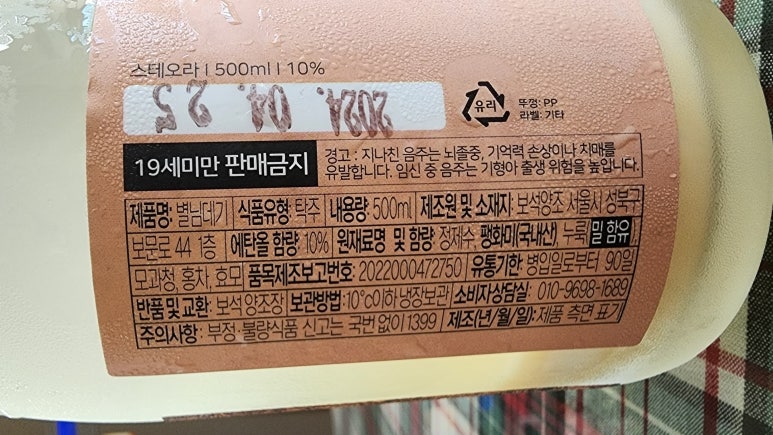 스테오라 | 500ml | 10%
2024. 04. 25
유리
뚜껑: PP
라벨: 기타
19세미만 판매금지
경고 : 지나친 음주는 뇌졸중, 기억력 손상이나 치매를
유발합니다. 임신 중 음주는 기형아 출생 위험을 높입니다.
제품명: 별님데기 식품유형: 탁주 내용량: 500ml 제조원 및 소재지: 보석양조 서울시 성북구
보문로 44 1층 에탄올 함량: 10% 원재료명 및 함량: 정제수, 팽화미(국내산), 누룩(밀 함유),
모과청, 홍차, 효모 품목제조보고번호: 2022000472750 유통기한: 병입일로부터 90일
반품 및 교환: 보석양조장 보관방법: 10°c이하 냉장보관 소비자상담실: 010-9698-1689
주의사항: 부정·불량식품 신고는 국번 없이 1399 제조(년/월/일): 제품 측면 표기